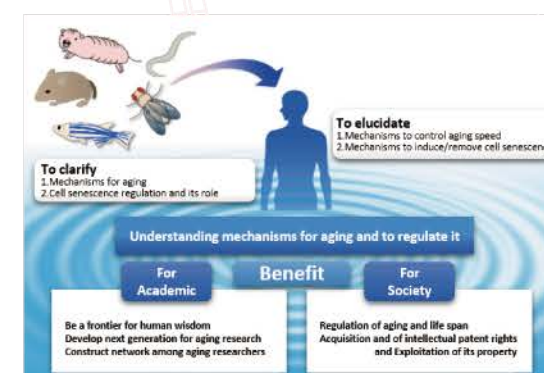 To elucidate
1.Mechanisms to control aging speed
2.Mechanisms to induce/remove cell senescenc
To clarify
1.Mechanisms for aging
2.Cell senescence regulation and its role
Understanding mechanisms for aging and to regulate it
For
Academic
Benefit
For
Society
Be a frontier for human wisdom
Develop next generation for aging research
Construct network among aging researchers
Regulation of aging and life span
Acquisition and of intellectual patent rights
and Exploitation of its property